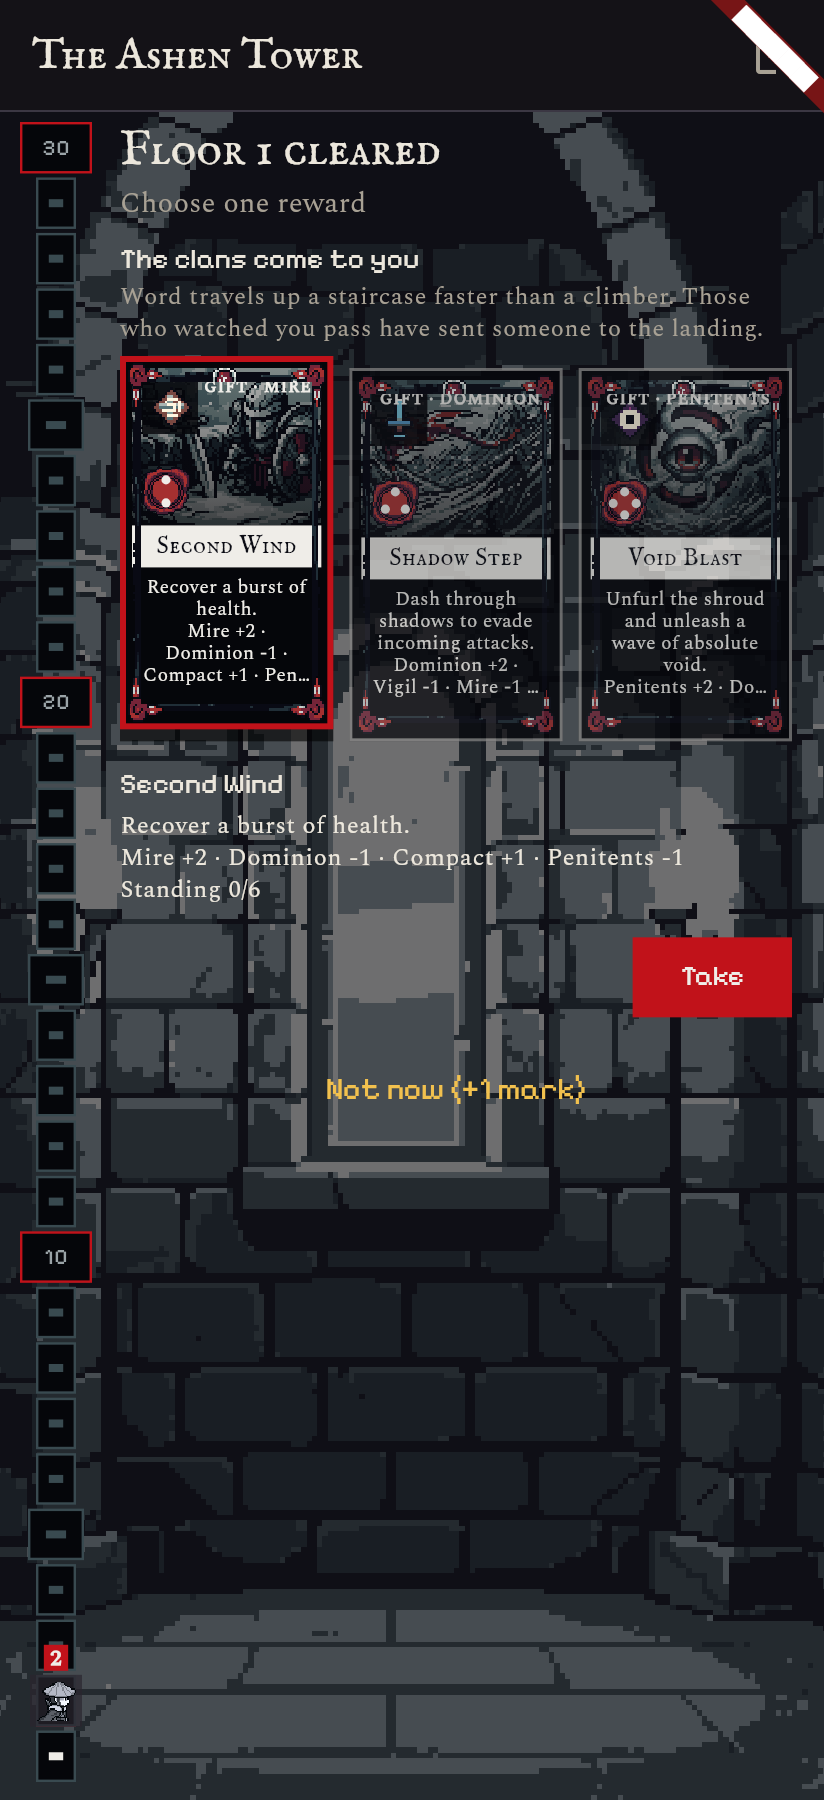 The Ashen Tower
30
Floor 1 cleared
Choose one reward
The clans come to you
Word travels up a staircase faster than a climber. Those
who watched you pass have sent someone to the landing.
GIFT · MIRE
Second Wind
Recover a burst of
health.
Mire +2 ·
Dominion -1 ·
Compact +1 · Pen…
GIFT · DOMINION
Shadow Step
Dash through
shadows to evade
incoming attacks.
Dominion +2 ·
Vigil -1 · Mire -1 …
GIFT · PENITENTS
Void Blast
Unfurl the shroud
and unleash a
wave of absolute
void.
Penitents +2 · Do…
20
Second Wind
Recover a burst of health.
Mire +2 · Dominion -1 · Compact +1 · Penitents -1
Standing 0/6
Take
Not now (+1 mark)
10
2